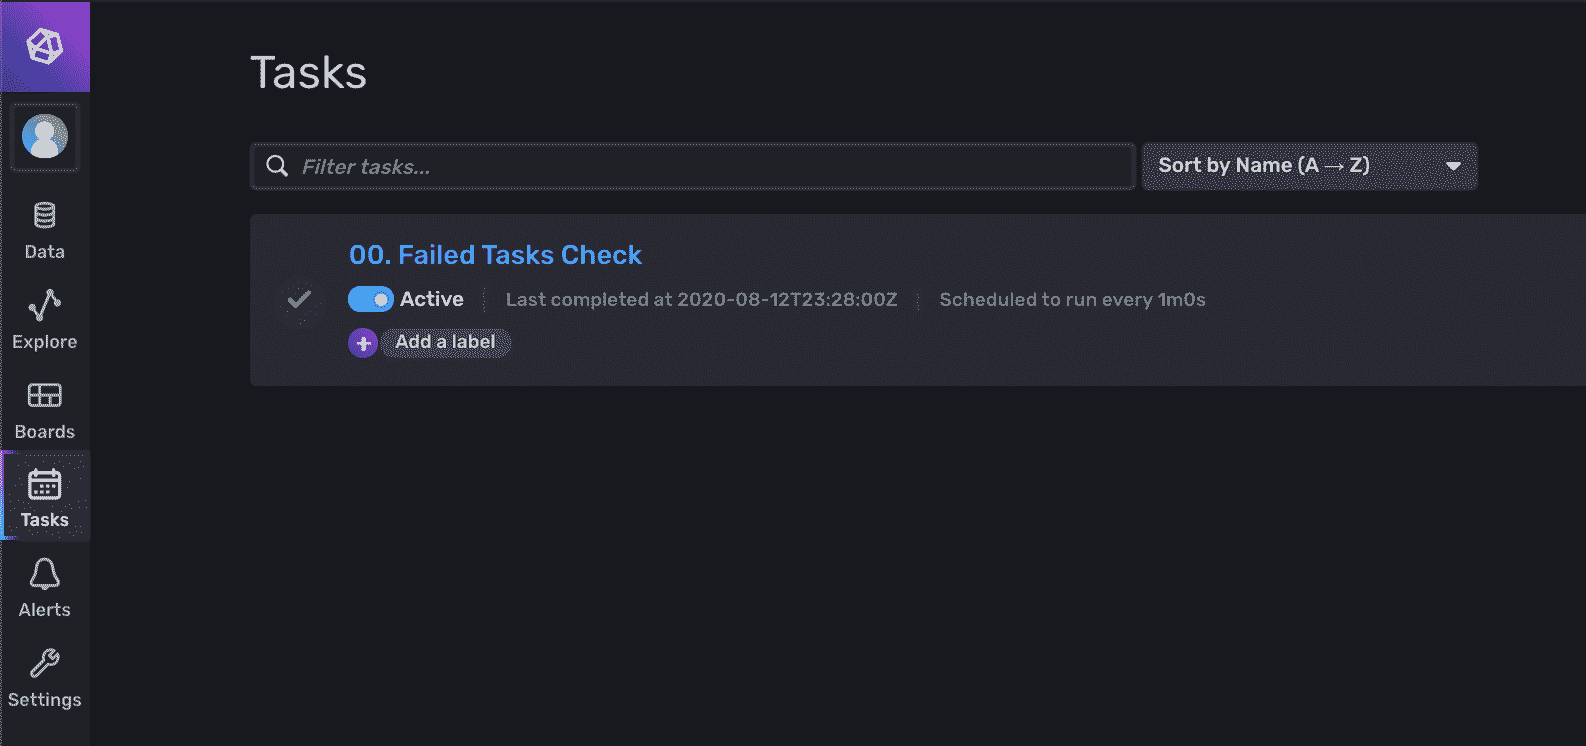 Tasks
Filter tasks...
Sort by Name (A → Z)
00. Failed Tasks Check
Active
Last completed at 2020-08-12T23:28:00Z
Scheduled to run every 1m0s
Add a label
Data
Explore
Boards
Tasks
Alerts
Settings